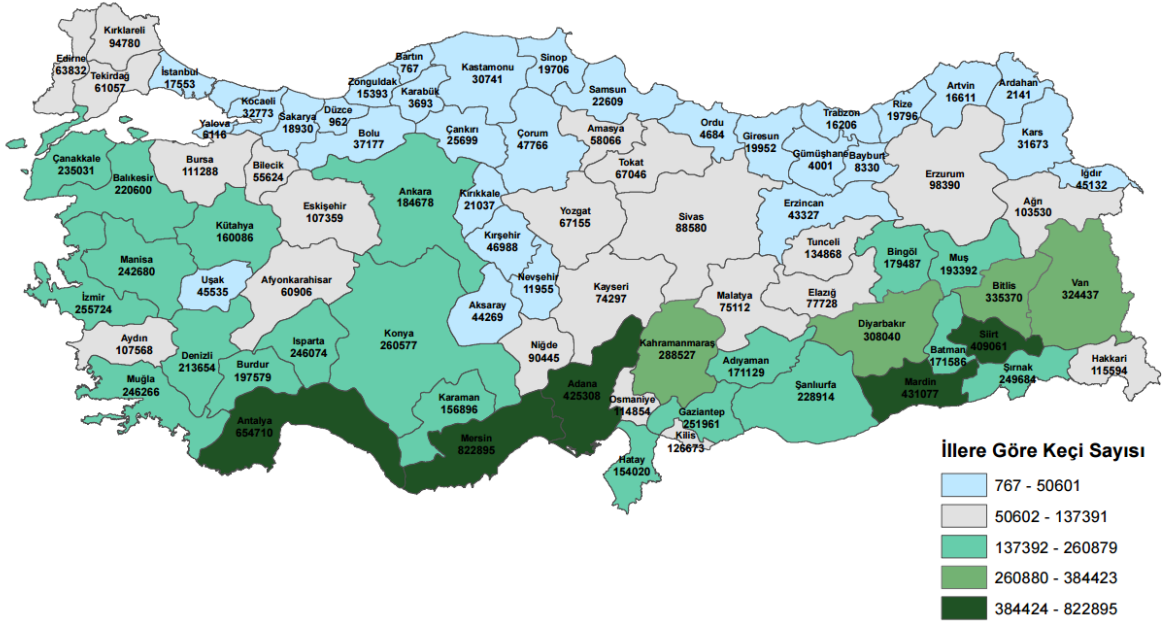 Kırklareli
94780
Edirne
63832
Tekirdağ
61057
İstanbul
17553
Kocaeli
32773
Yalova
6116
Sakarya
18930
Düzce
962
Zonguldak
15393
Bartın
767
Karabük
3693
Kastamonu
30741
Sinop
19706
Samsun
22609
Bolu
37177
Çankırı
25699
Çorum
47766
Amasya
58066
Tokat
67046
Ordu
4684
Giresun
19952
Trabzon
16206
Gümüşhane
4001
Bayburt
8330
Rize
19796
Artvin
16611
Ardahan
2141
Kars
31673
Iğdır
45132
Ağrı
103530
Erzurum
98390
Erzincan
43327
Çanakkale
235031
Balıkesir
220600
Bursa
111288
Bilecik
55624
Eskişehir
107359
Ankara
184678
Kırıkkale
21037
Kırşehir
46988
Yozgat
67155
Sivas
88580
Tunceli
134868
Bingöl
179487
Muş
193392
Bitlis
335370
Van
324437
Kütahya
160086
Manisa
242680
Uşak
45535
Afyonkarahisar
60906
Nevşehir
11955
Aksaray
44269
Kayseri
74297
Malatya
75112
Elazığ
77728
Diyarbakır
308040
Siirt
409061
Batman
171586
İzmir
255724
Aydın
107568
Denizli
213654
Muğla
246266
Burdur
197579
Isparta
246074
Konya
260577
Karaman
156896
Niğde
90445
Adana
425308
Kahramanmaraş
288527
Adıyaman
171129
Şanlıurfa
228914
Mardin
431077
Şırnak
249684
Hakkari
115594
Antalya
654710
Mersin
822895
Osmaniye
114854
Gaziantep
251961
Kilis
126673
Hatay
154020
İllere Göre Keçi Sayısı
767 - 50601
50602 - 137391
137392 - 260879
260880 - 384423
384424 - 822895